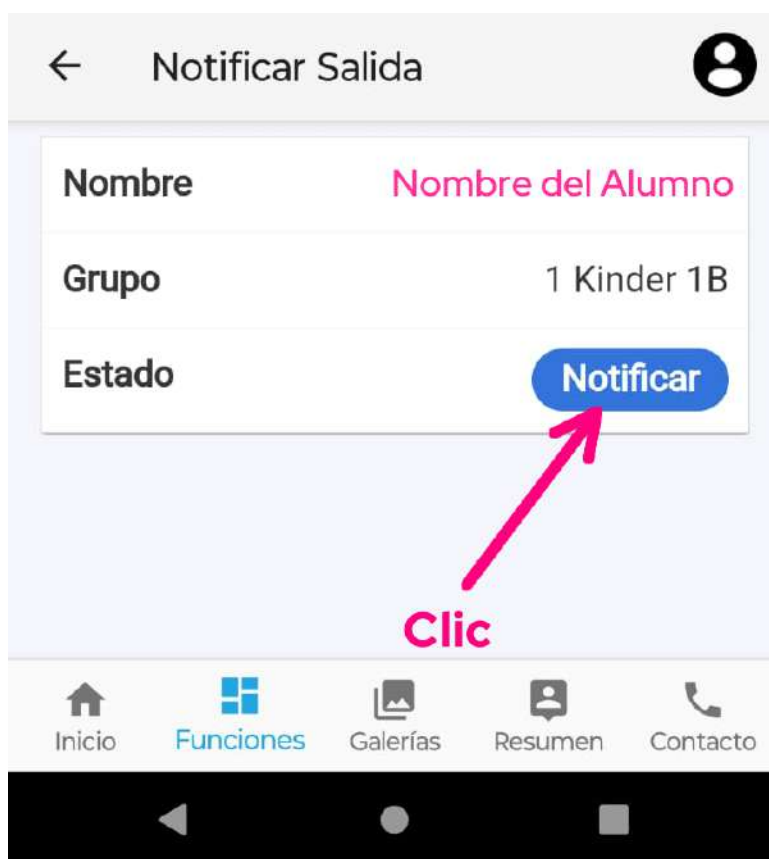 Notificar Salida
Nombre Nombre del Alumno
Grupo 1 Kinder 1B
Estado Notificar
Clic
Inicio Funciones Galerías Resumen Contacto